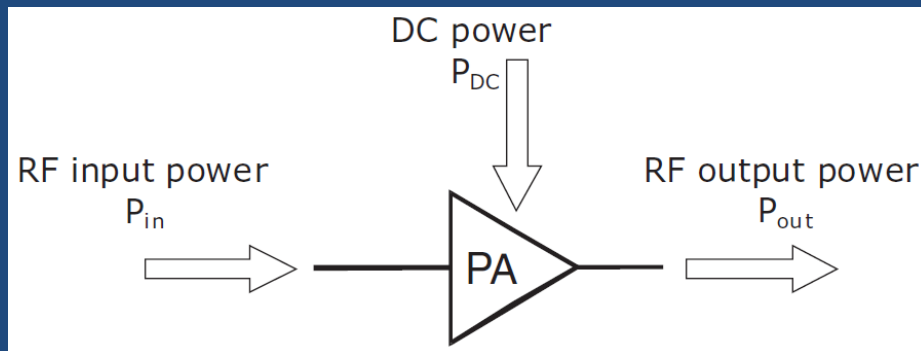 DC power
P_DC
RF input power
P_in
RF output power
P_out
PA